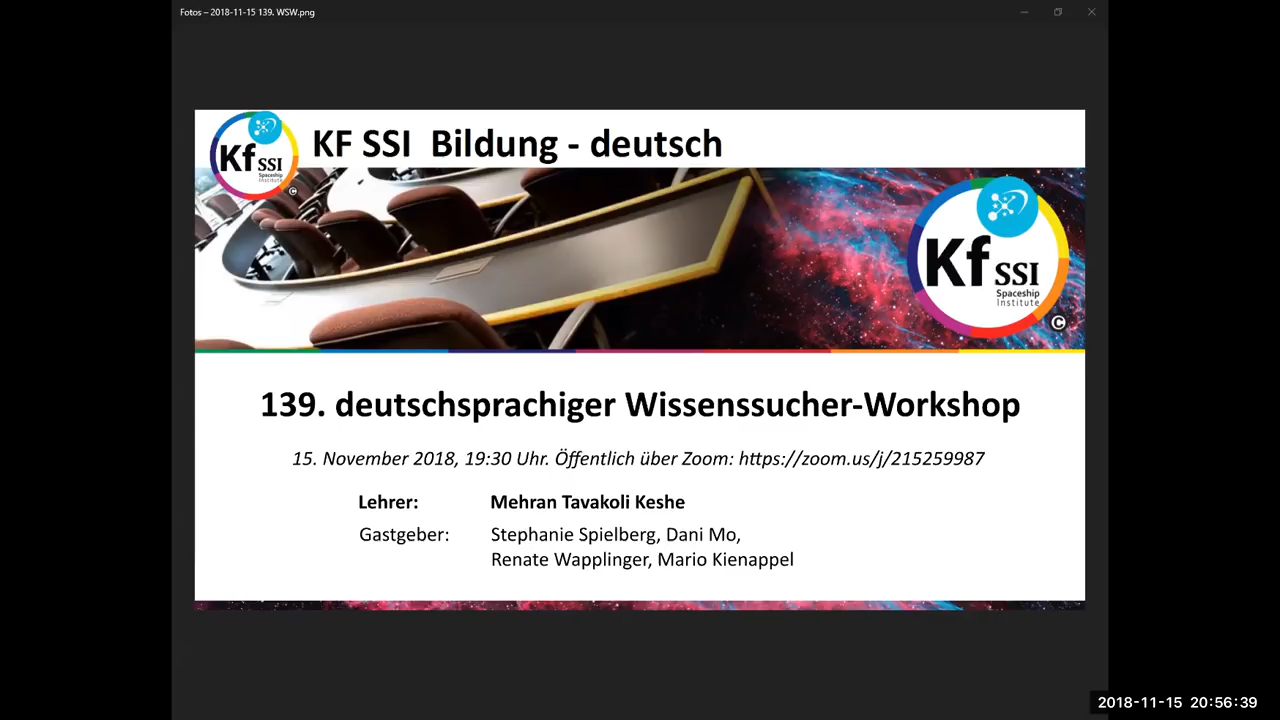 Fotos – 2018-11-15 139. WSW.png
KF SSI Bildung - deutsch
Kf SSI
Spaceship
Institute
©
Kf SSI
Spaceship
Institute
©
139. deutschsprachiger Wissenssucher-Workshop
15. November 2018, 19:30 Uhr. Öffentlich über Zoom: https://zoom.us/j/215259987
Lehrer: Mehran Tavakoli Keshe
Gastgeber: Stephanie Spielberg, Dani Mo,
Renate Wapplinger, Mario Kienappel
2018-11-15 20:56:39